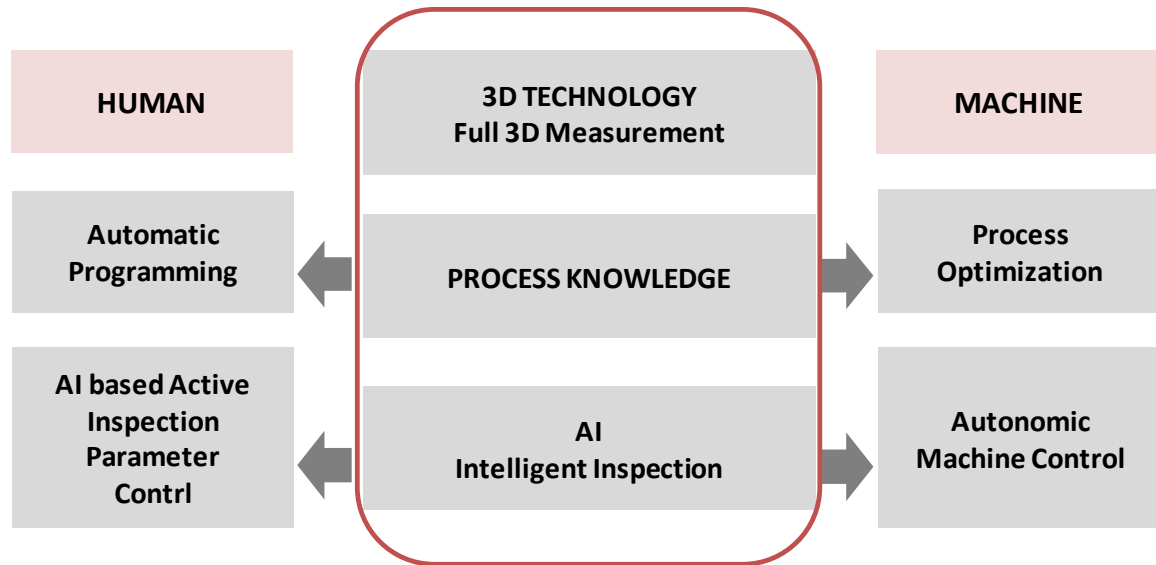 HUMAN
3D TECHNOLOGY
Full 3D Measurement
MACHINE
Automatic
Programming
PROCESS KNOWLEDGE
Process
Optimization
AI based Active
Inspection
Parameter
Contrl
AI
Intelligent Inspection
Autonomic
Machine Control